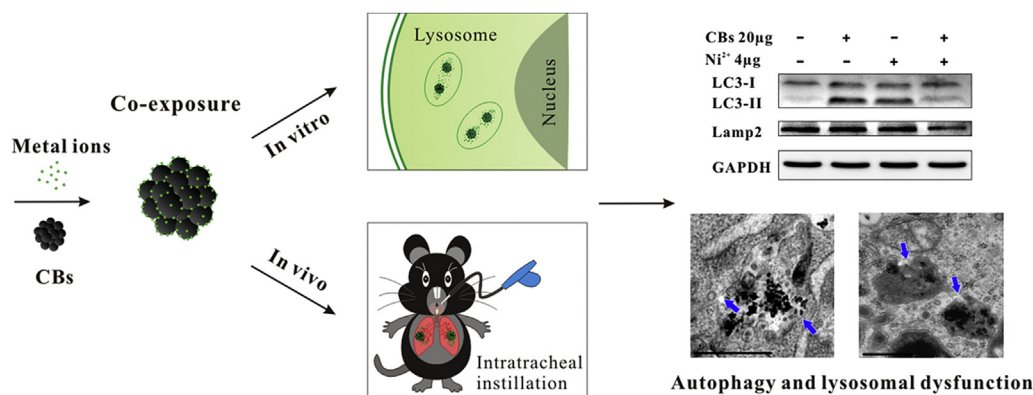 Metal ions
CBs
Co-exposure
In vitro
In vivo
Lysosome
Nucleus
Intratracheal
instillation
CBs 20μg - + - +
Ni²⁺ 4μg - - + +
LC3-I
LC3-II
Lamp2
GAPDH
Autophagy and lysosomal dysfunction